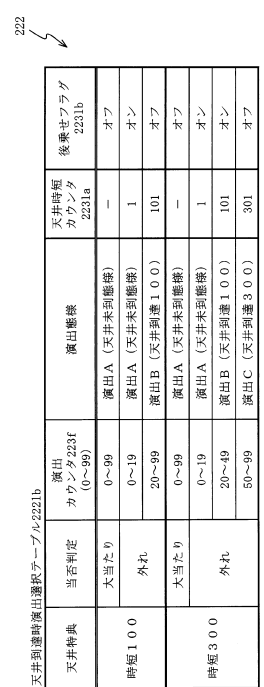 222
天井到達時演出選択テーブル2221b
天井特典 当否判定 演出カウンタ223f(0～99) 演出態様 天井時短カウンタ2231a 後乗せフラグ2231b
時短100 大当たり 0～99 演出A(天井未到態様) － オフ
外れ 0～19 演出A(天井未到態様) 1 オン
20～99 演出B(天井到達100) 101 オフ
時短300 大当たり 0～99 演出A(天井未到態様) － オフ
外れ 0～19 演出A(天井未到態様) 1 オン
20～49 演出B(天井到達100) 101 オン
50～99 演出C(天井到達300) 301 オフ